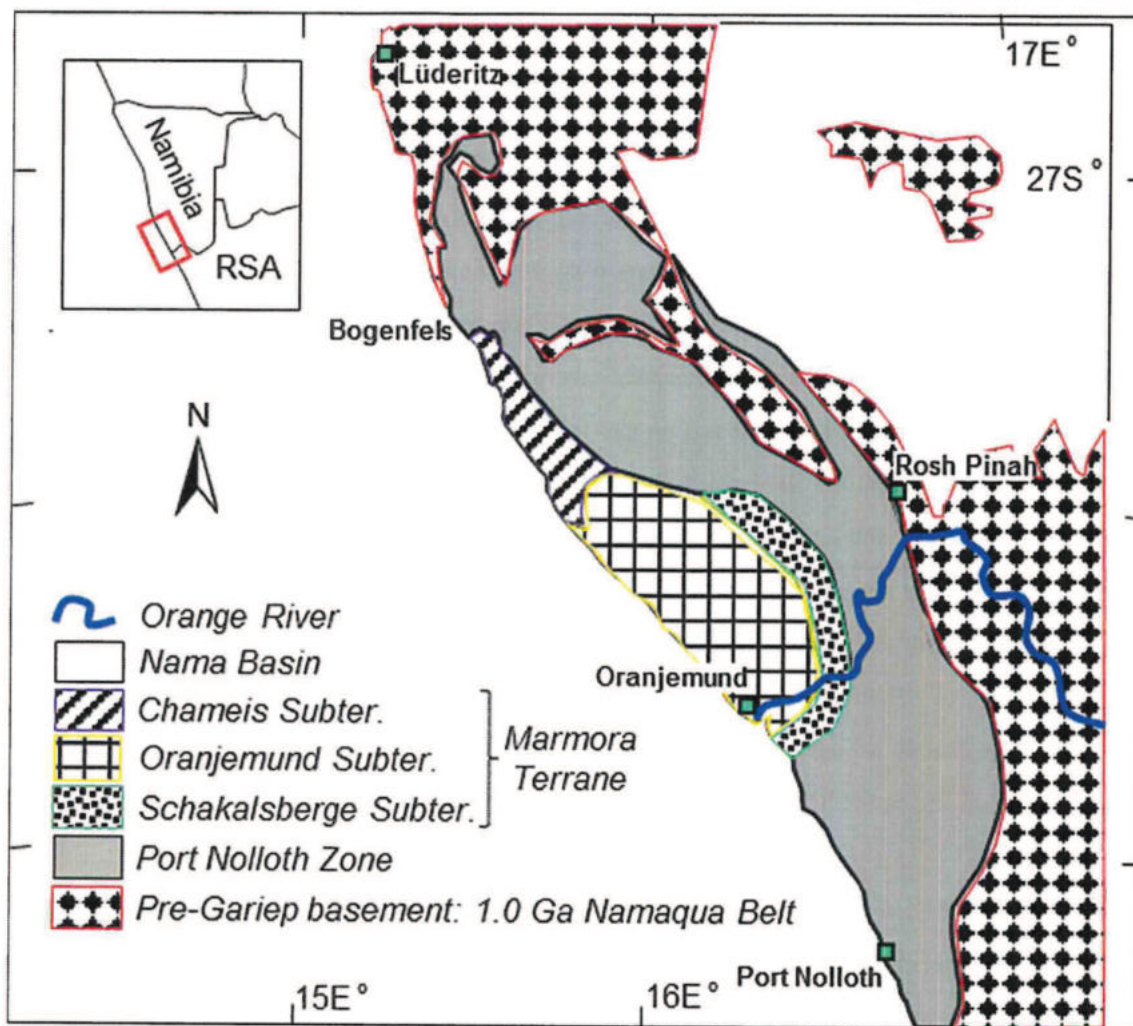 17E°
Lüderitz
Namibia
27S°
RSA
Bogenfels
N
Rosh Pinah
Orange River
Nama Basin
Oranjemund
Chameis Subter.
Oranjemund Subter.
Marmora
Terrane
Schakalsberge Subter.
Port Nolloth Zone
Pre-Gariep basement: 1.0 Ga Namaqua Belt
Port Nolloth
15E°
16E°